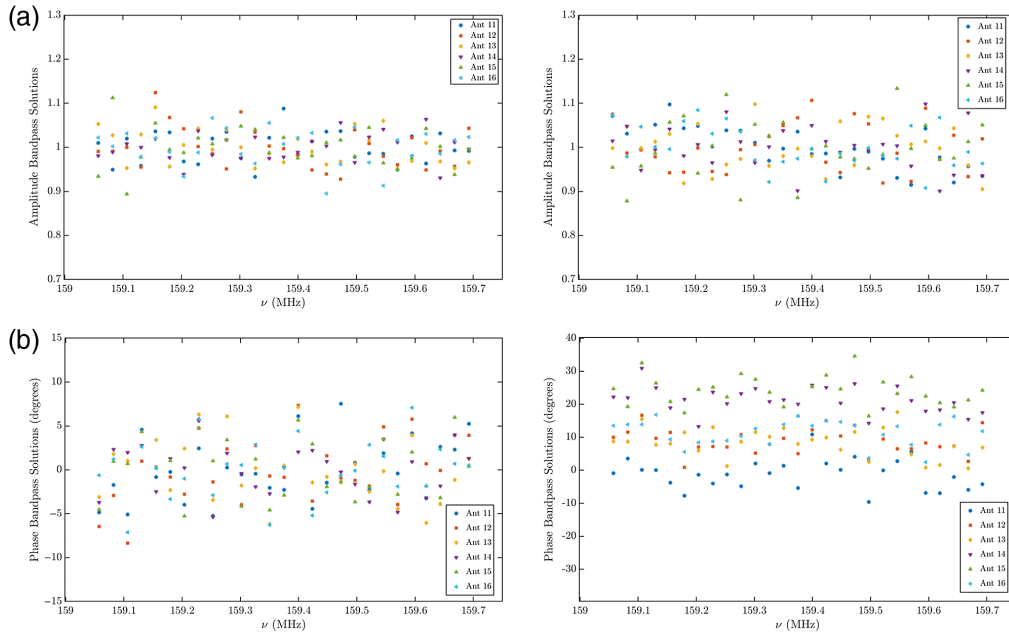 (a)
1.3
1.2
1.1
1
0.9
0.8
0.7
Amplitude Bandpass Solutions
159 159.1 159.2 159.3 159.4 159.5 159.6 159.7
ν (MHz)
Ant 11
Ant 12
Ant 13
Ant 14
Ant 15
Ant 16
1.3
1.2
1.1
1
0.9
0.8
0.7
Amplitude Bandpass Solutions
159 159.1 159.2 159.3 159.4 159.5 159.6 159.7
ν (MHz)
Ant 11
Ant 12
Ant 13
Ant 14
Ant 15
Ant 16
(b)
15
10
5
0
−5
−10
−15
Phase Bandpass Solutions (degrees)
159 159.1 159.2 159.3 159.4 159.5 159.6 159.7
ν (MHz)
Ant 11
Ant 12
Ant 13
Ant 14
Ant 15
Ant 16
40
30
20
10
0
−10
−20
−30
Phase Bandpass Solutions (degrees)
159 159.1 159.2 159.3 159.4 159.5 159.6 159.7
ν (MHz)
Ant 11
Ant 12
Ant 13
Ant 14
Ant 15
Ant 16